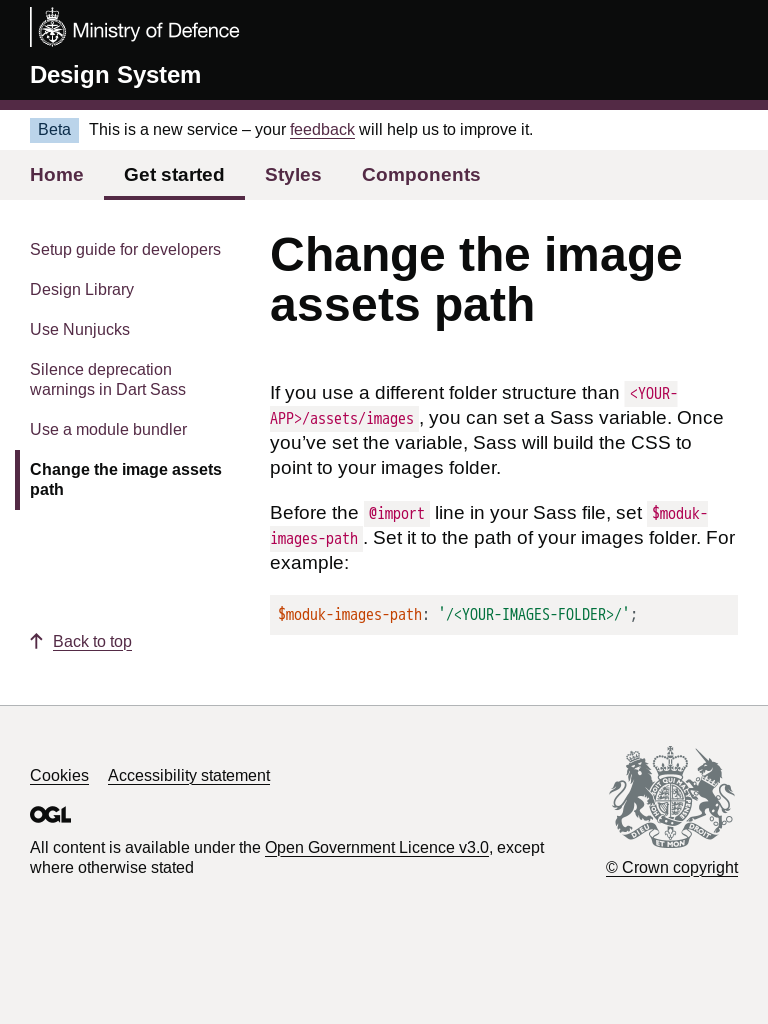 Ministry of Defence
Design System
Beta This is a new service – your feedback will help us to improve it.
Home Get started Styles Components
Setup guide for developers
Design Library
Use Nunjucks
Silence deprecation
warnings in Dart Sass
Use a module bundler
Change the image assets
path
Change the image
assets path
If you use a different folder structure than <YOUR-
APP>/assets/images , you can set a Sass variable. Once
you’ve set the variable, Sass will build the CSS to
point to your images folder.
Before the @import line in your Sass file, set $moduk-
images-path . Set it to the path of your images folder. For
example:
$moduk-images-path: '/<YOUR-IMAGES-FOLDER>/';
Back to top
Cookies Accessibility statement
OGL
All content is available under the Open Government Licence v3.0, except
where otherwise stated
DIEU ET MON DROIT
© Crown copyright